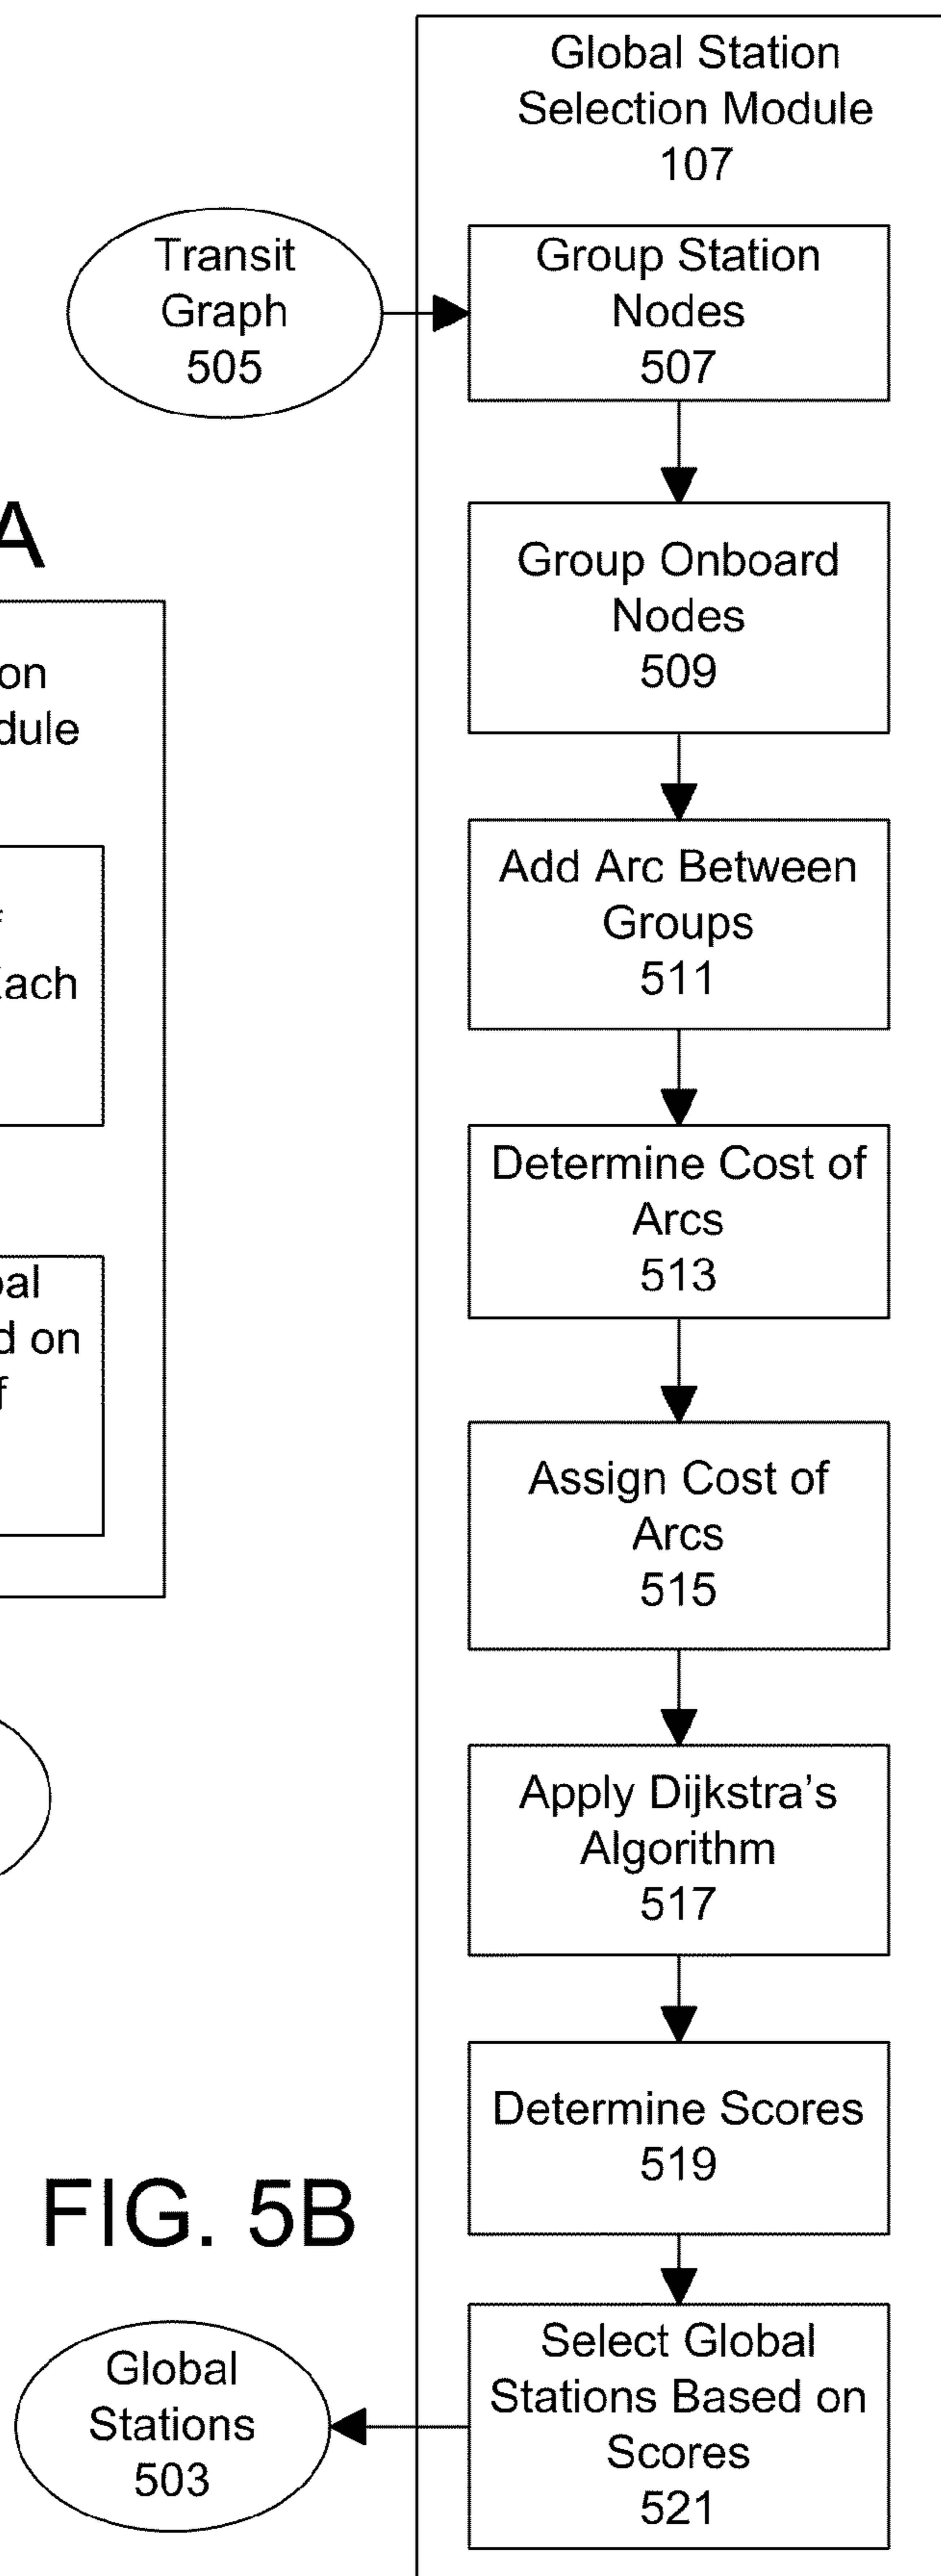 Global Station
Selection Module
107
Transit
Graph
505
Group Station
Nodes
507
Group Onboard
Nodes
509
A
on
dule
Add Arc Between
Groups
511
Each
Determine Cost of
Arcs
513
d on
Assign Cost of
Arcs
515
Apply Dijkstra's
Algorithm
517
Determine Scores
519
FIG. 5B
Select Global
Stations Based on
Scores
521
Global
Stations
503